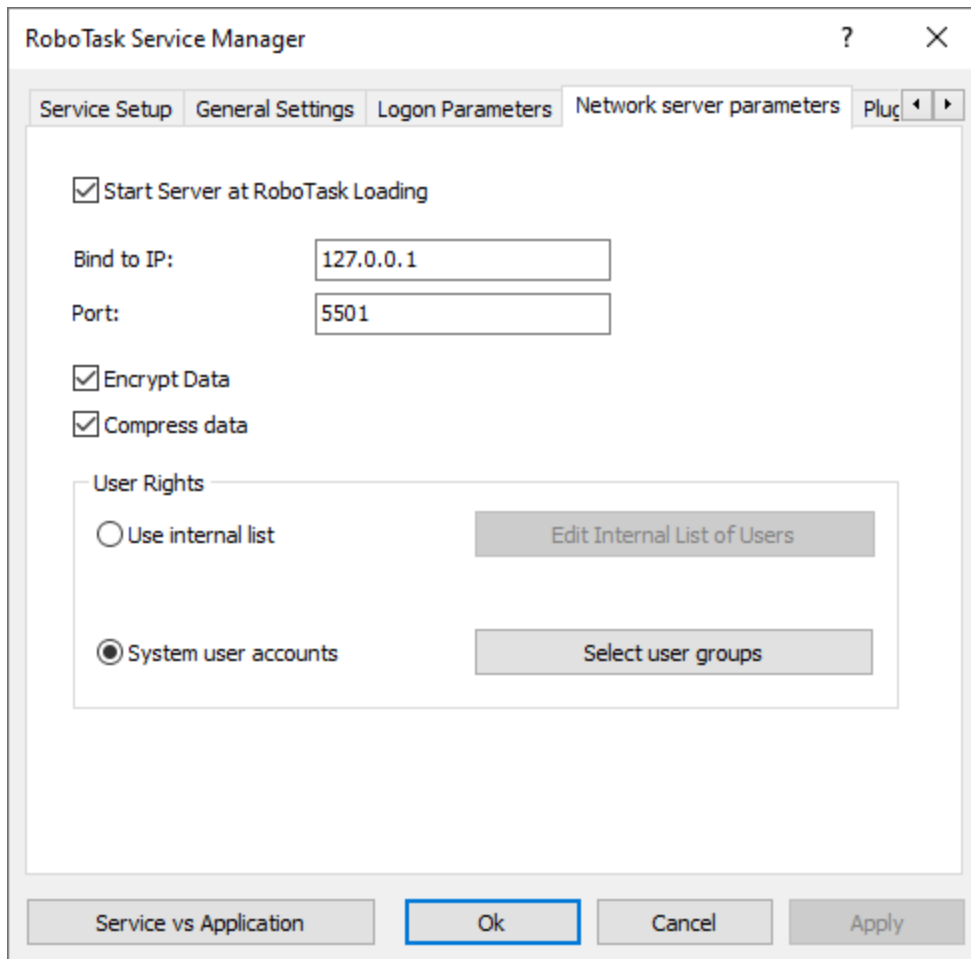 RoboTask Service Manager ?
Service Setup General Settings Logon Parameters Network server parameters
Start Server at RoboTask Loading
Bind to IP: 127.0.0.1
Port: 5501
Encrypt Data
Compress data
User Rights
Use internal list Edit Internal List of Users
System user accounts Select user groups
Service vs Application Ok Cancel Apply